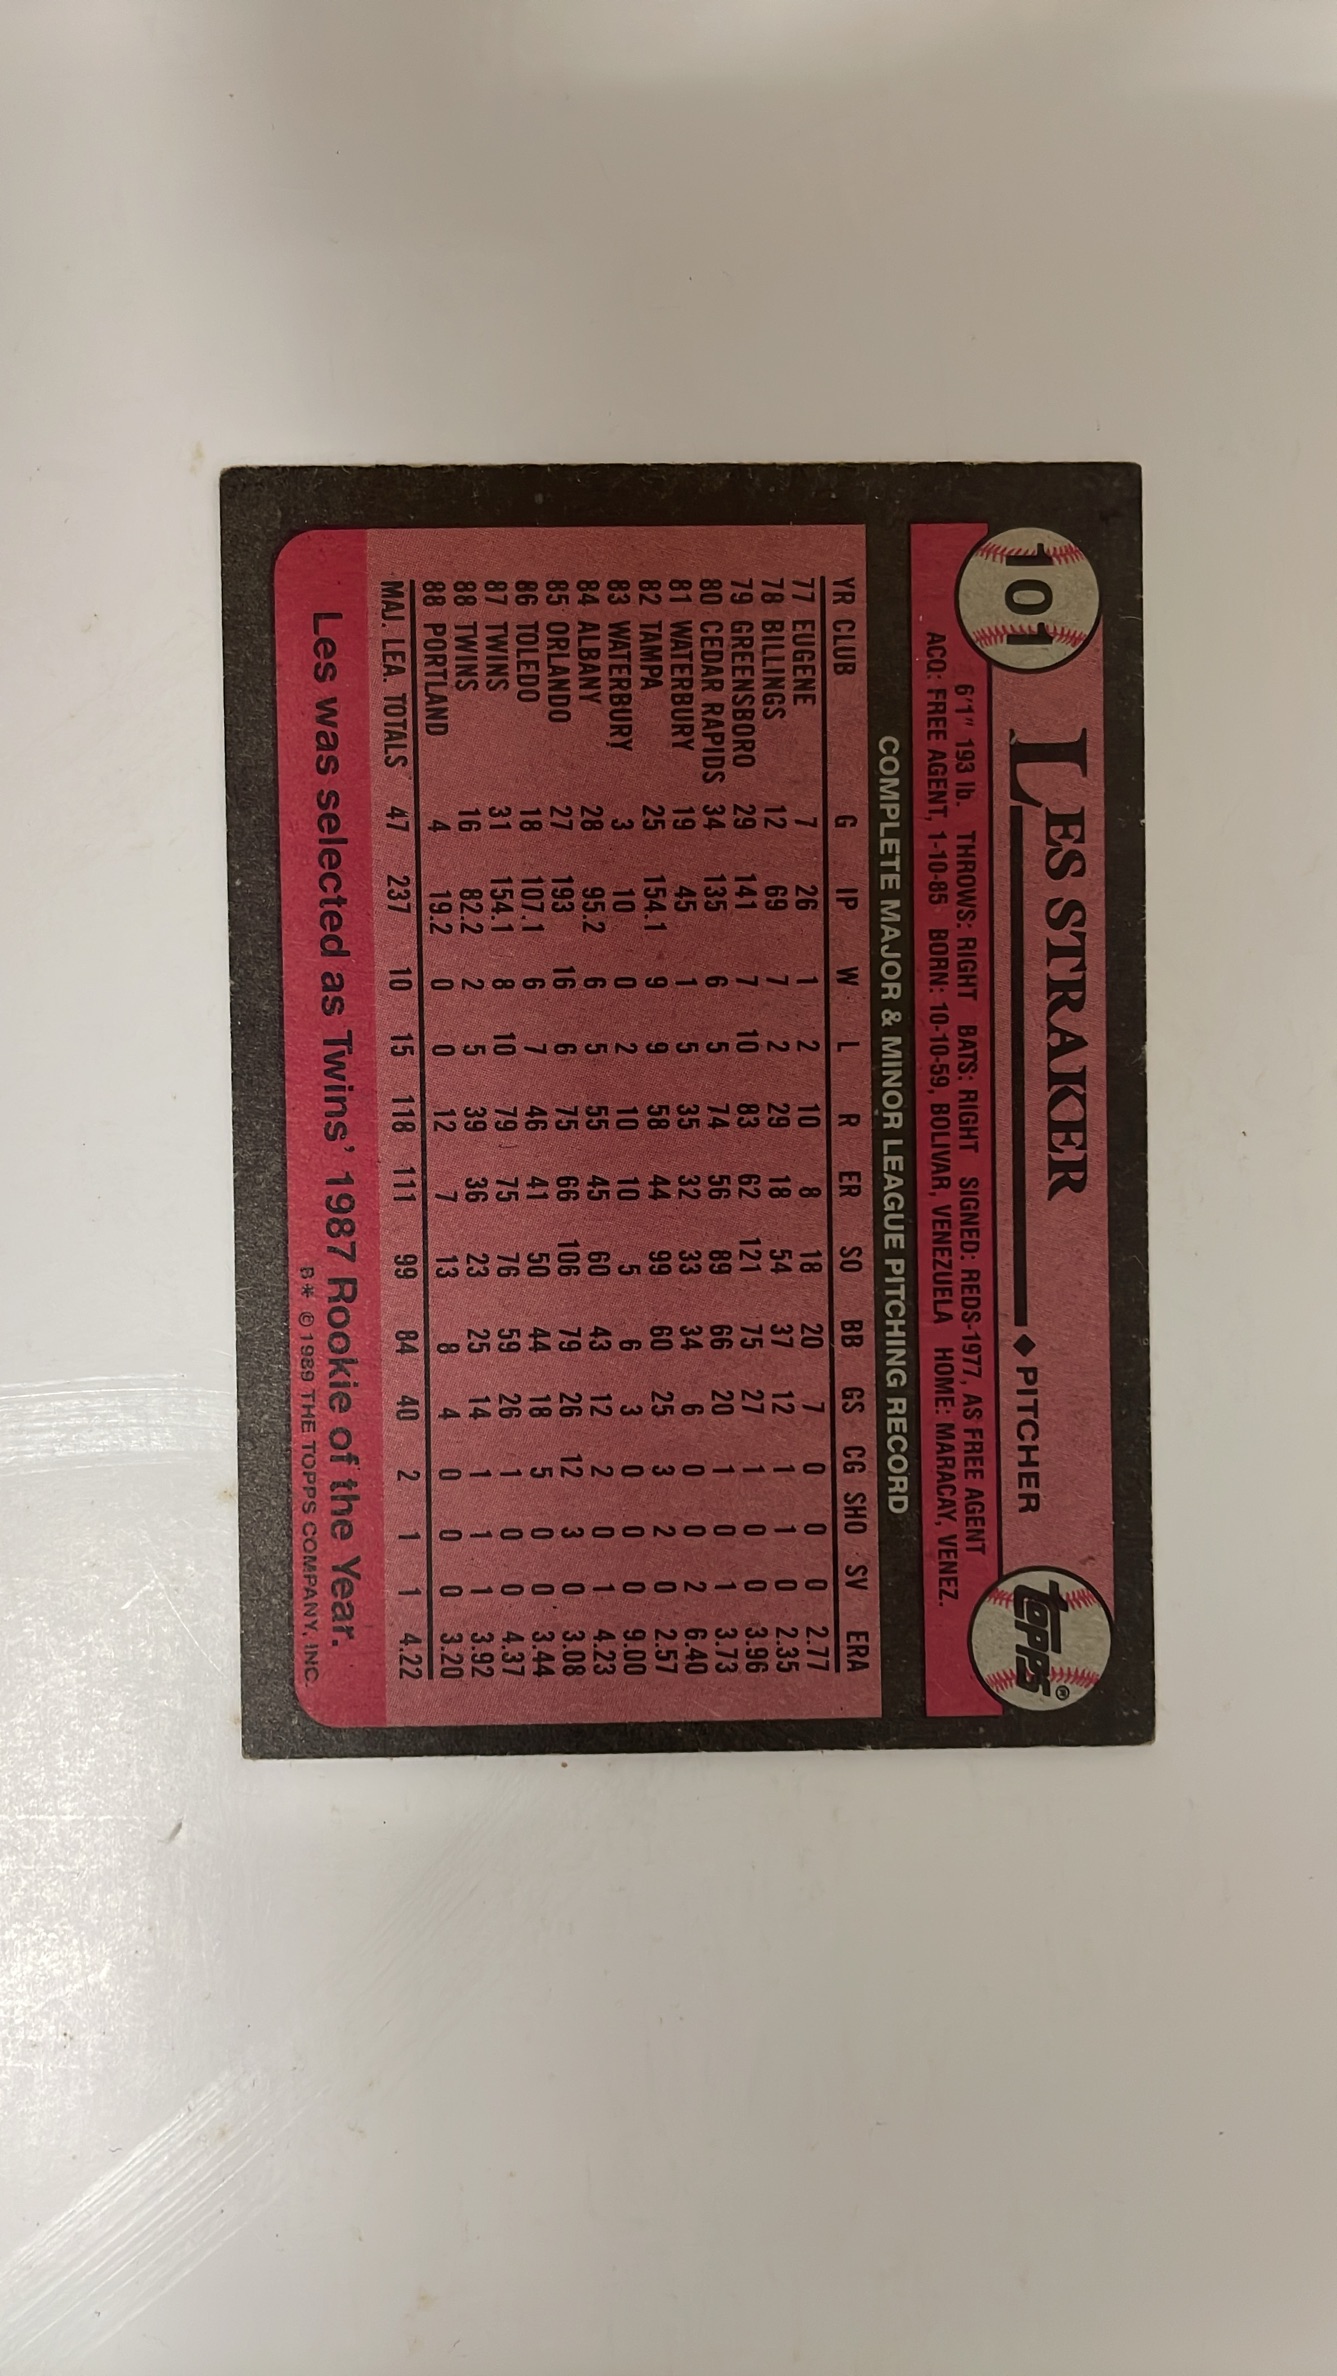 101 LES STRAKER ◆ PITCHER topps®
6'1" 193 lb. THROWS: RIGHT BATS: RIGHT SIGNED: REDS-1977, AS FREE AGENT
ACQ: FREE AGENT, 1-10-85 BORN: 10-10-59, BOLIVAR, VENEZUELA HOME: MARACAY, VENEZ.
COMPLETE MAJOR & MINOR LEAGUE PITCHING RECORD
YR CLUB G IP W L R ER SO BB GS CG SHO SV ERA
77 EUGENE 7 26 1 2 10 8 18 20 7 0 0 0 2.77
78 BILLINGS 12 69 7 2 29 18 54 37 12 1 1 0 2.35
79 GREENSBORO 29 141 7 10 83 62 121 75 27 1 0 0 3.96
80 CEDAR RAPIDS 34 135 6 5 74 56 89 66 20 1 0 1 3.73
81 WATERBURY 19 45 1 5 35 32 33 34 6 0 0 2 6.40
82 TAMPA 25 154.1 9 9 58 44 99 60 25 3 2 0 2.57
83 WATERBURY 3 10 0 2 10 10 5 6 3 0 0 0 9.00
84 ALBANY 28 95.2 6 5 55 45 60 43 12 2 0 1 4.23
85 ORLANDO 27 193 16 6 75 66 106 79 26 12 3 0 3.08
86 TOLEDO 18 107.1 6 7 46 41 50 44 18 5 0 0 3.44
87 TWINS 31 154.1 8 10 79 75 76 59 26 1 0 0 4.37
88 TWINS 16 82.2 2 5 39 36 23 25 14 1 1 1 3.92
88 PORTLAND 4 19.2 0 0 12 7 13 8 4 0 0 0 3.20
MAJ. LEA. TOTALS 47 237 10 15 118 111 99 84 40 2 1 1 4.22
Les was selected as Twins' 1987 Rookie of the Year.
B* © 1989 THE TOPPS COMPANY, INC.